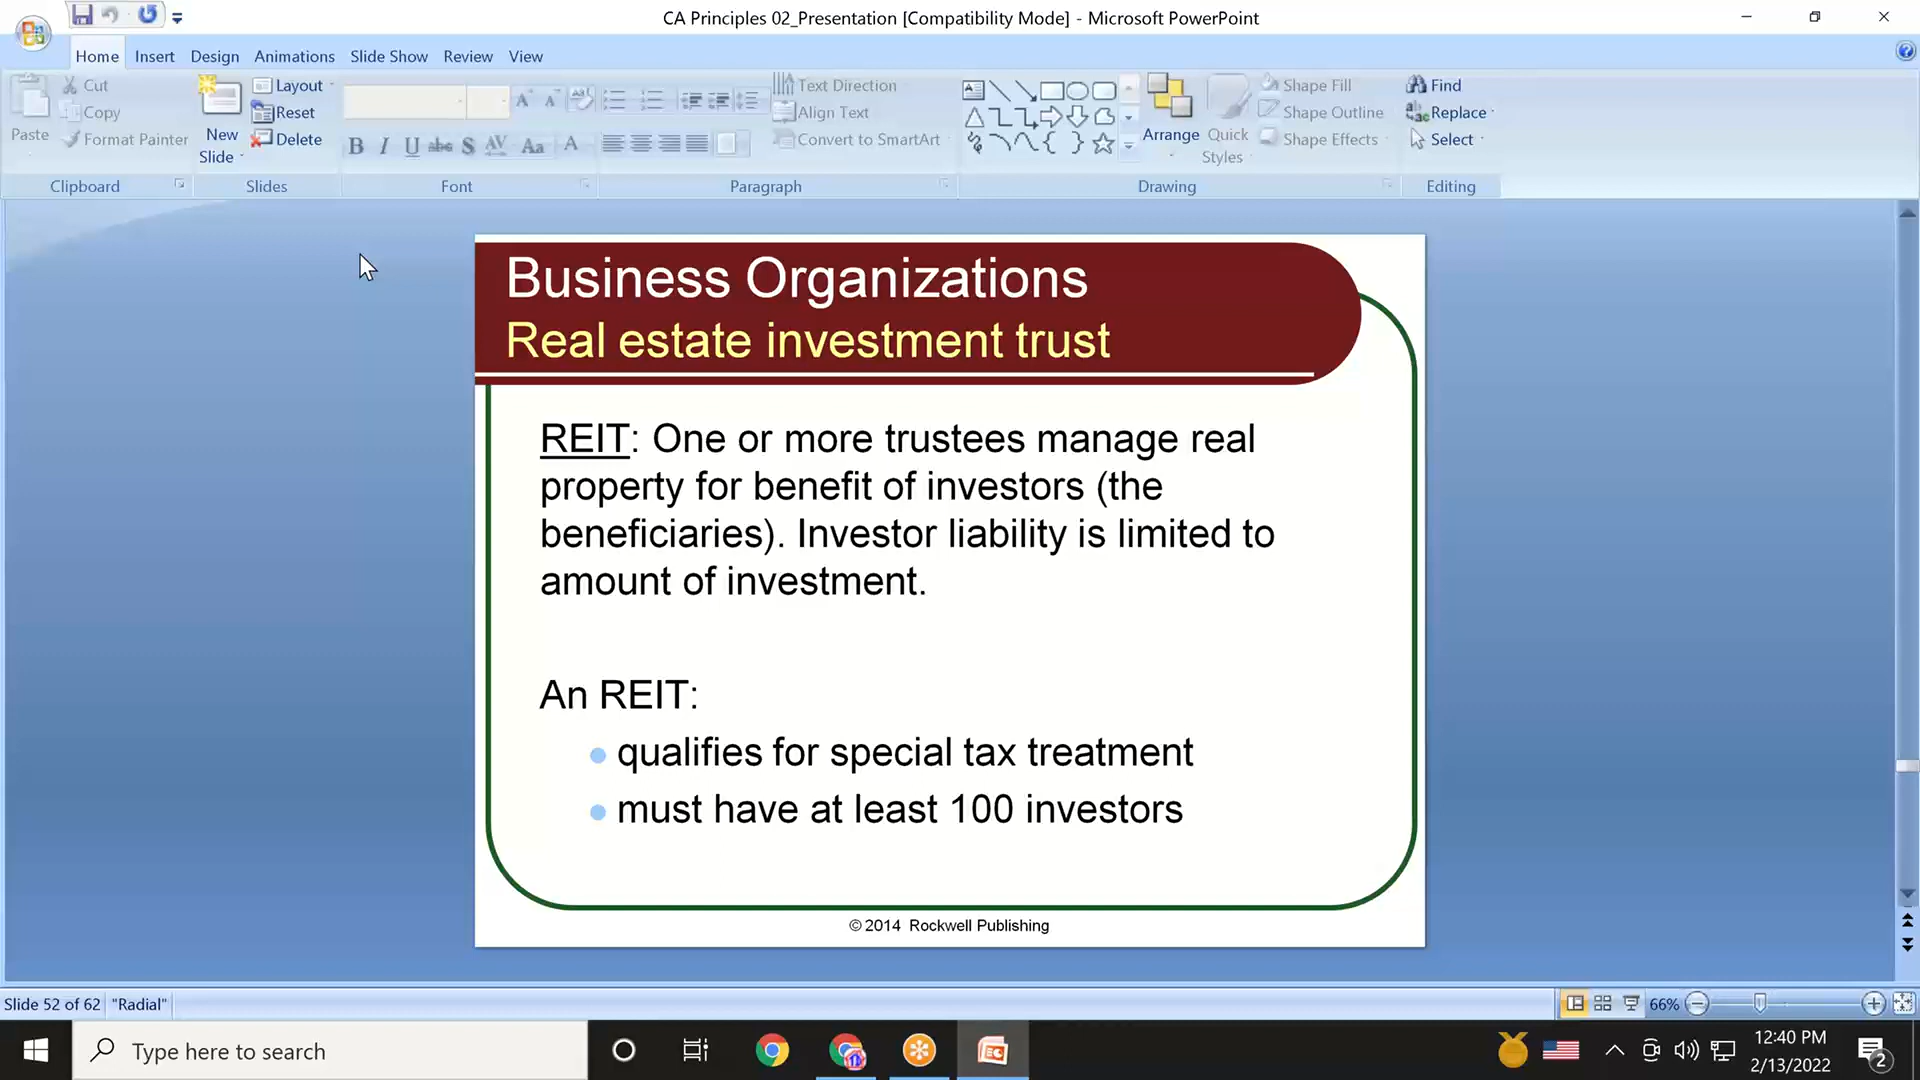 CA Principles 02_Presentation [Compatibility Mode] - Microsoft PowerPoint
Home Insert Design Animations Slide Show Review View
Paste
Cut
Copy
Format Painter
Clipboard
New
Slide
Layout
Reset
Delete
Slides
B I U abc S AV Aa A
Font
Text Direction
Align Text
Convert to SmartArt
Paragraph
Arrange
Quick
Styles
Shape Fill
Shape Outline
Shape Effects
Drawing
Find
Replace
Select
Editing
Business Organizations
Real estate investment trust
REIT: One or more trustees manage real
property for benefit of investors (the
beneficiaries). Investor liability is limited to
amount of investment.
An REIT:
qualifies for special tax treatment
must have at least 100 investors
© 2014 Rockwell Publishing
Slide 52 of 62 "Radial"
66%
Type here to search
12:40 PM
2/13/2022
2